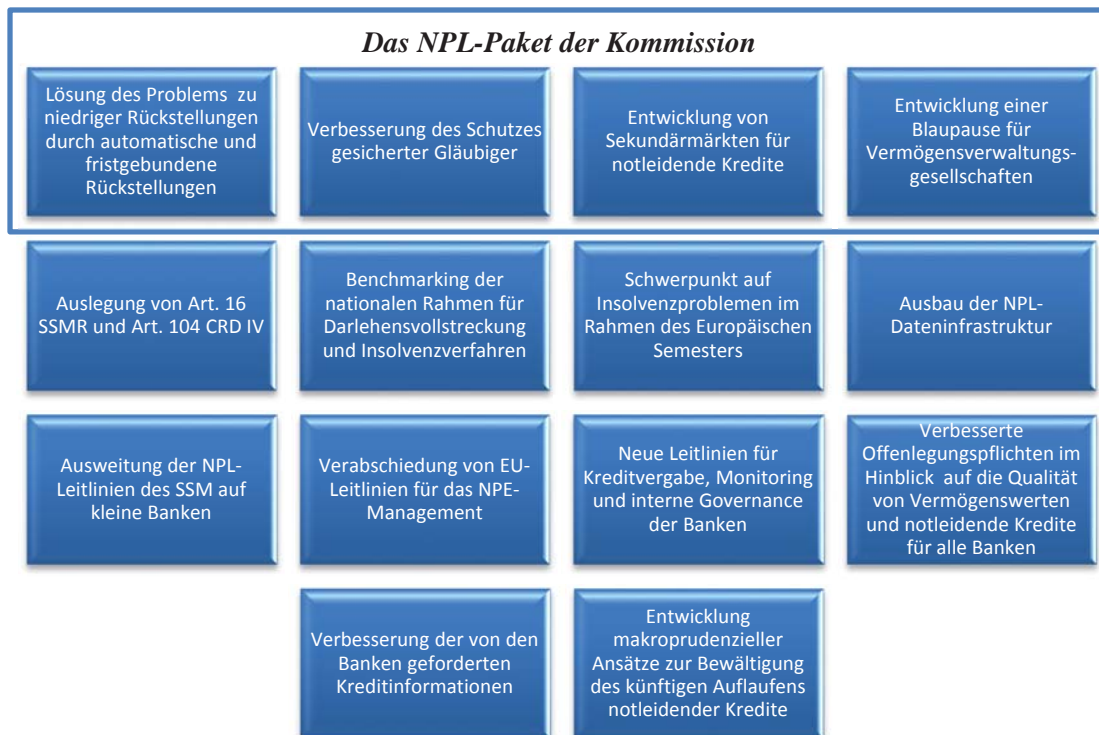 Das NPL-Paket der Kommission
Lösung des Problems zu
niedriger Rückstellungen
durch automatische und
fristgebundene
Rückstellungen
Verbesserung des Schutzes
gesicherter Gläubiger
Entwicklung von
Sekundärmärkten für
notleidende Kredite
Entwicklung einer
Blaupause für
Vermögensverwaltungs-
gesellschaften
Auslegung von Art. 16
SSMR und Art. 104 CRD IV
Benchmarking der
nationalen Rahmen für
Darlehensvollstreckung
und Insolvenzverfahren
Schwerpunkt auf
Insolvenzproblemen im
Rahmen des Europäischen
Semesters
Ausbau der NPL-
Dateninfrastruktur
Ausweitung der NPL-
Leitlinien des SSM auf
kleine Banken
Verabschiedung von EU-
Leitlinien für das NPE-
Management
Neue Leitlinien für
Kreditvergabe, Monitoring
und interne Governance
der Banken
Verbesserte
Offenlegungspflichten im
Hinblick auf die Qualität
von Vermögenswerten
und notleidende Kredite
für alle Banken
Verbesserung der von den
Banken geforderten
Kreditinformationen
Entwicklung
makroprudenzieller
Ansätze zur Bewältigung
des künftigen Auflaufens
notleidender Kredite